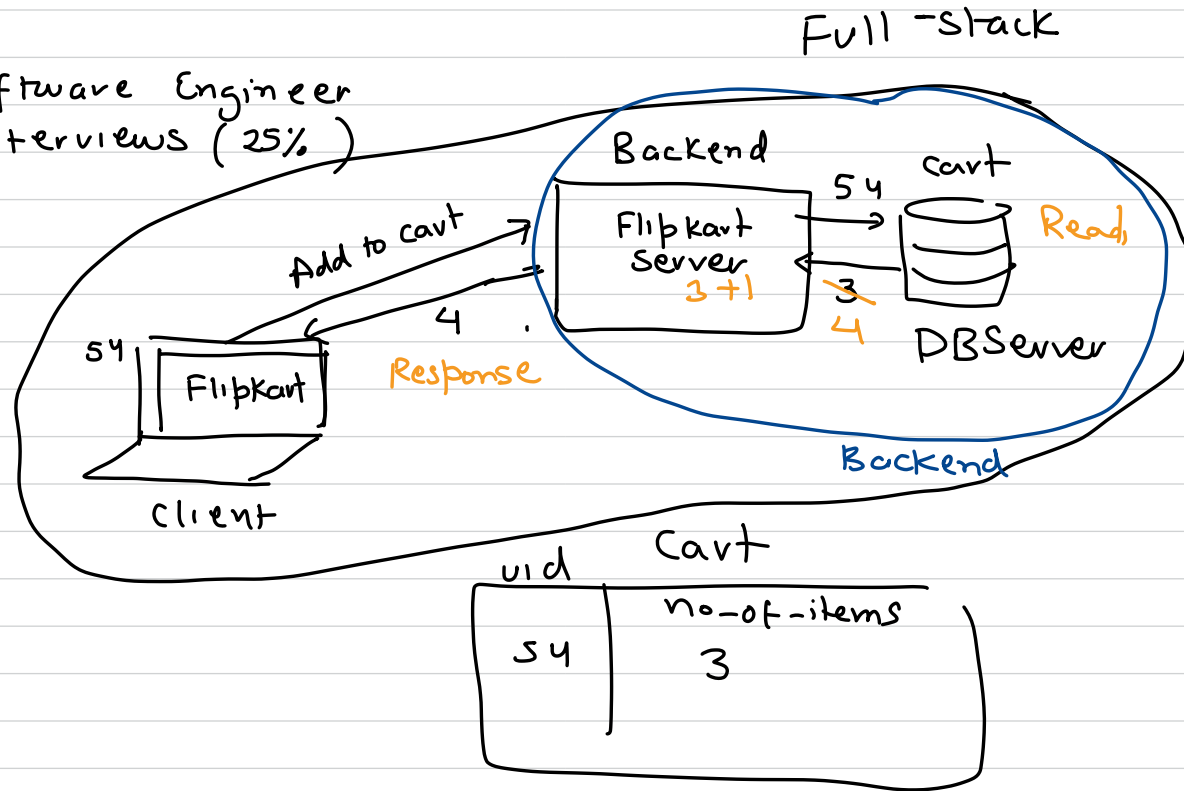 Full-stack
ftware Engineer
terviews (25%)
Backend
cart
54
Add to cart
Flipkart
Server
3+1
Read,
3
4
4
DBServer
54
Flipkart
Response
Backend
Client
Cart
uid
no-of-items
54
3